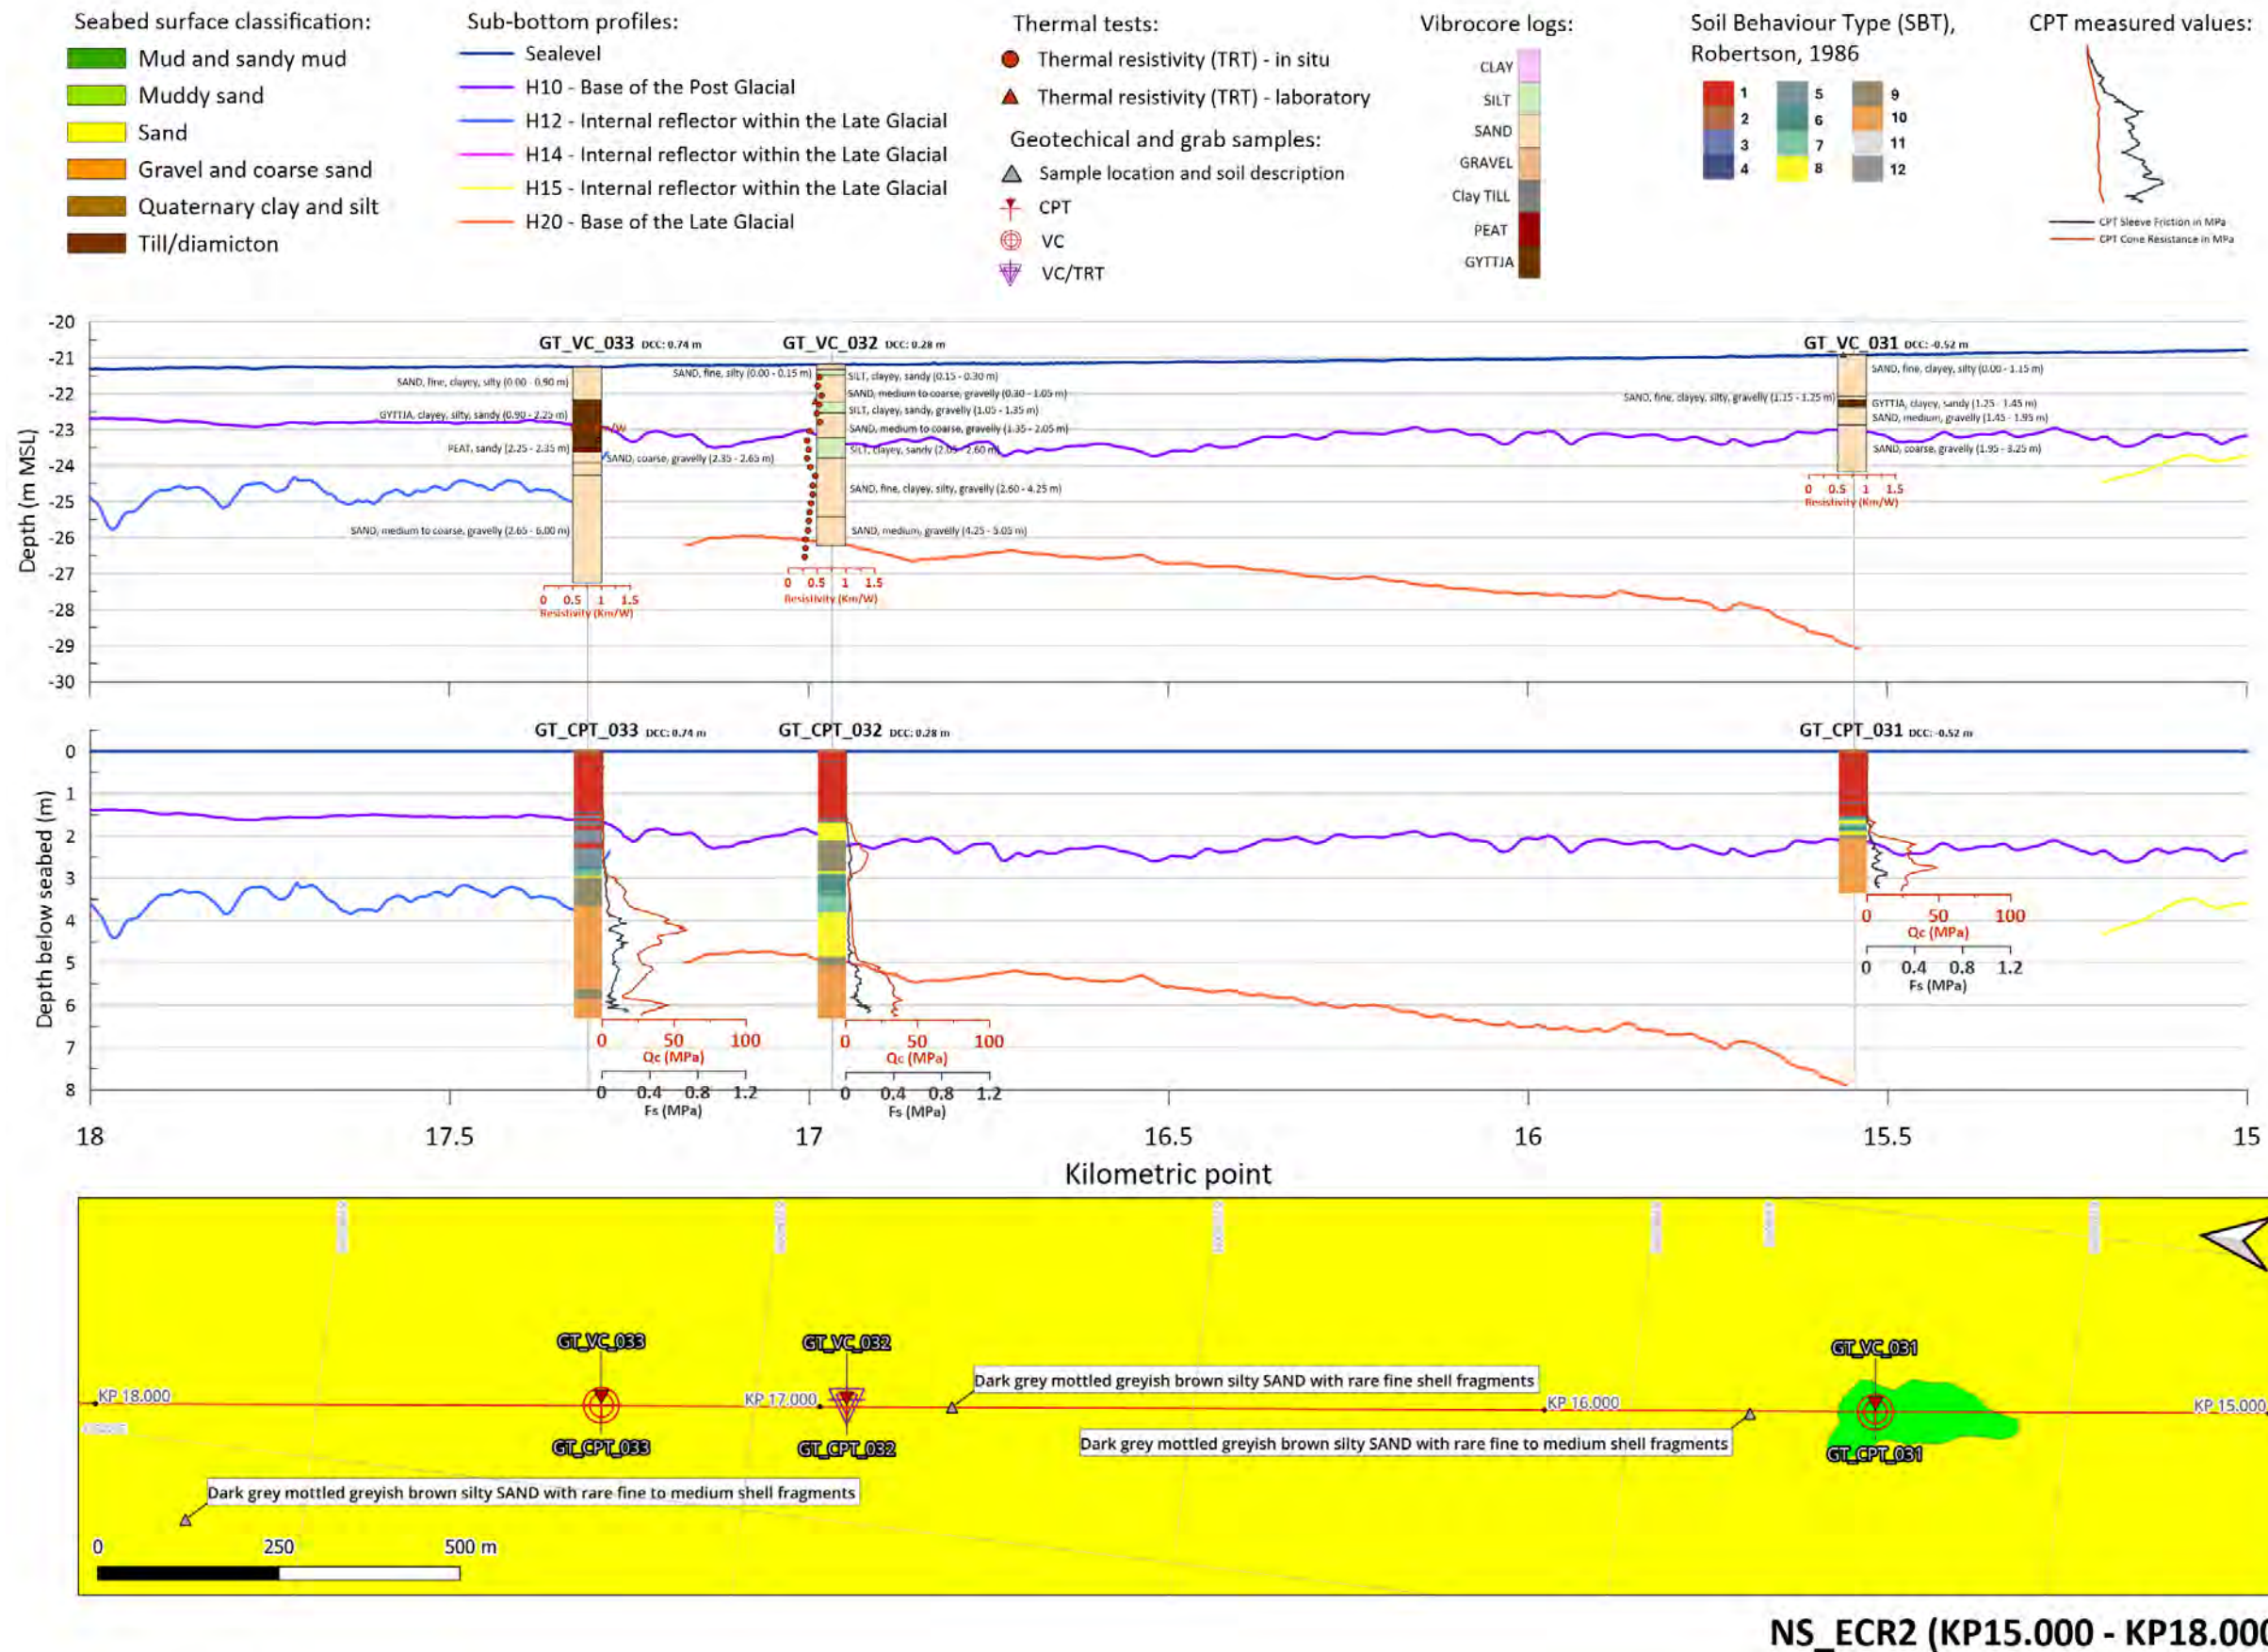 Seabed surface classification:
Mud and sandy mud
Muddy sand
Sand
Gravel and coarse sand
Quaternary clay and silt
Till/diamicton
Sub-bottom profiles:
Sealevel
H10 - Base of the Post Glacial
H12 - Internal reflector within the Late Glacial
H14 - Internal reflector within the Late Glacial
H15 - Internal reflector within the Late Glacial
H20 - Base of the Late Glacial
Thermal tests:
Thermal resistivity (TRT) - in situ
Thermal resistivity (TRT) - laboratory
Geotechical and grab samples:
Sample location and soil description
CPT
VC
VC/TRT
Vibrocore logs:
CLAY
SILT
SAND
GRAVEL
Clay TILL
PEAT
GYTTJA
Soil Behaviour Type (SBT),
Robertson, 1986
1 5 9
2 6 10
3 7 11
4 8 12
CPT measured values:
CPT Sleeve Friction in MPa
CPT Cone Resistance in MPa
Depth (m MSL)
-20
-21
-22
-23
-24
-25
-26
-27
-28
-29
-30
GT_VC_033 DCC: 0.74 m
SAND, fine, clayey, silty (0.00 - 0.90 m)
GYTTJA, clayey, silty, sandy (0.90 - 2.25 m)
PEAT, sandy (2.25 - 2.35 m)
SAND, coarse, gravelly (2.35 - 2.65 m)
SAND, medium to coarse, gravelly (2.65 - 6.00 m)
0 0.5 1 1.5
Resistivity (Km/W)
GT_VC_032 DCC: 0.28 m
SAND, fine, silty (0.00 - 0.15 m)
SILT, clayey, sandy (0.15 - 0.30 m)
SAND, medium to coarse, gravelly (0.30 - 1.05 m)
SILT, clayey, sandy, gravelly (1.05 - 1.35 m)
SAND, medium to coarse, gravelly (1.35 - 2.05 m)
SILT, clayey, sandy (2.05 - 2.60 m)
SAND, fine, clayey, silty, gravelly (2.60 - 4.25 m)
SAND, medium, gravelly (4.25 - 5.05 m)
0 0.5 1 1.5
Resistivity (Km/W)
GT_VC_031 DCC: -0.52 m
SAND, fine, clayey, silty (0.00 - 1.15 m)
SAND, fine, clayey, silty, gravelly (1.15 - 1.25 m)
GYTTJA, clayey, sandy (1.25 - 1.45 m)
SAND, medium, gravelly (1.45 - 1.95 m)
SAND, coarse, gravelly (1.95 - 3.25 m)
0 0.5 1 1.5
Resistivity (Km/W)
Depth below seabed (m)
0
1
2
3
4
5
6
7
8
GT_CPT_033 DCC: 0.74 m
0 50 100
Qc (MPa)
0 0.4 0.8 1.2
Fs (MPa)
GT_CPT_032 DCC: 0.28 m
0 50 100
Qc (MPa)
0 0.4 0.8 1.2
Fs (MPa)
GT_CPT_031 DCC: -0.52 m
0 50 100
Qc (MPa)
0 0.4 0.8 1.2
Fs (MPa)
18 17.5 17 16.5 16 15.5 15
Kilometric point
GT_VC_033
GT_VC_032
GT_VC_031
KP 18.000
KP 17.000
KP 16.000
KP 15.000
Dark grey mottled greyish brown silty SAND with rare fine shell fragments
Dark grey mottled greyish brown silty SAND with rare fine to medium shell fragments
GT_CPT_033
GT_CPT_032
GT_CPT_031
Dark grey mottled greyish brown silty SAND with rare fine to medium shell fragments
0 250 500 m
NS_ECR2 (KP15.000 - KP18.000